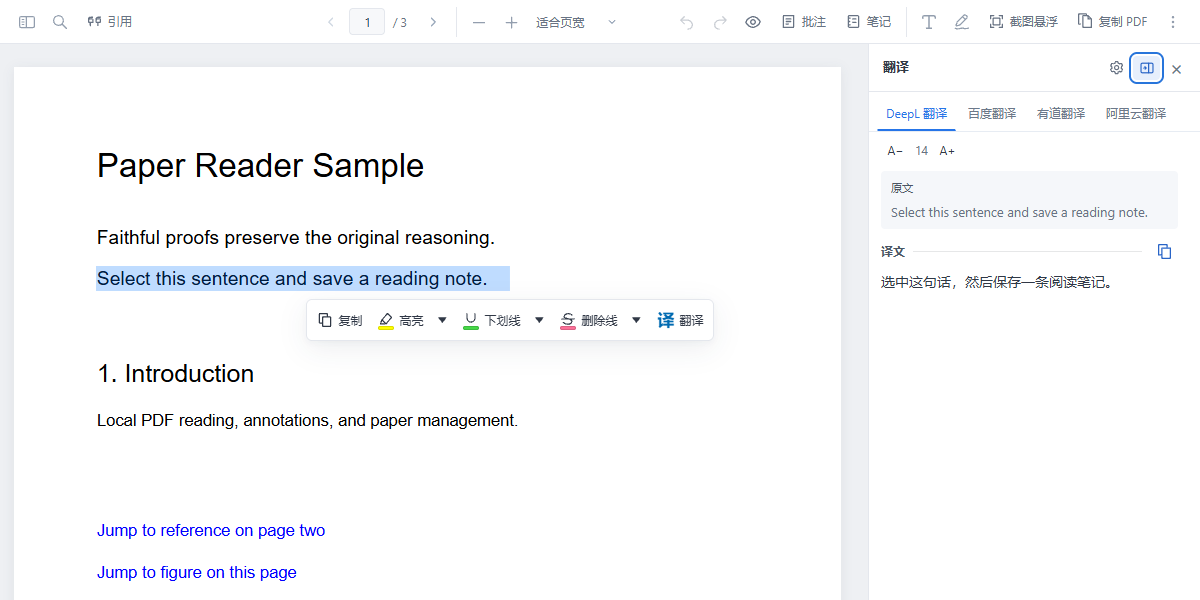 引用
1 / 3
适合页宽
批注
笔记
截图悬浮
复制 PDF
Paper Reader Sample
Faithful proofs preserve the original reasoning.
Select this sentence and save a reading note.
复制 高亮 下划线 删除线 译 翻译
1. Introduction
Local PDF reading, annotations, and paper management.
Jump to reference on page two
Jump to figure on this page
翻译
DeepL 翻译 百度翻译 有道翻译 阿里云翻译
A− 14 A+
原文
Select this sentence and save a reading note.
译文
选中这句话，然后保存一条阅读笔记。